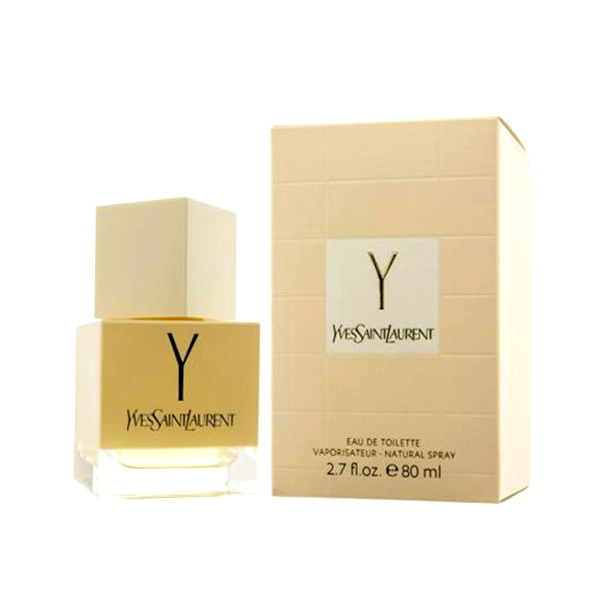 Y
YVESSAINTLAURENT
Y
YVESSAINTLAURENT
EAU DE TOILETTE
VAPORISATEUR - NATURAL SPRAY
2.7 fl.oz. ℮ 80 ml